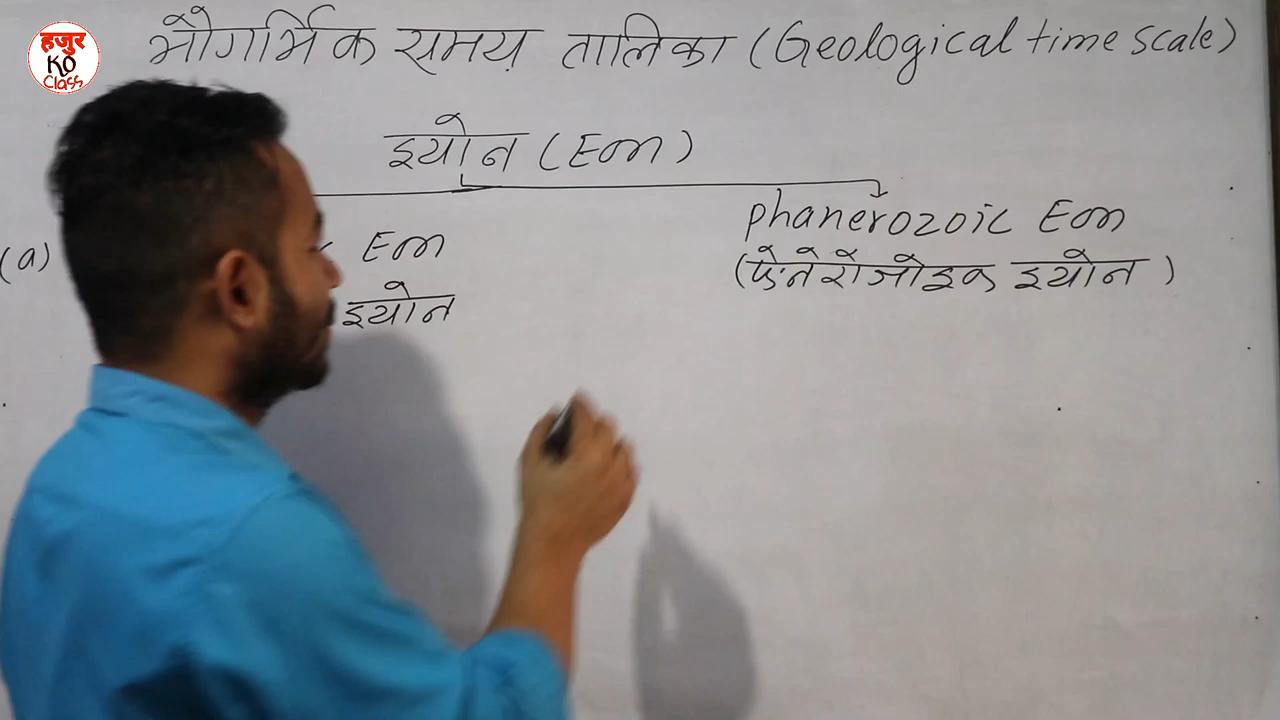 हजुर
KO
Class
भौगर्भिक समय तालिका (Geological time scale)
इयोन (Eon)
(a) Eon
इयोन
phanerozoic Eon
(फेनेरोजोइक इयोन)